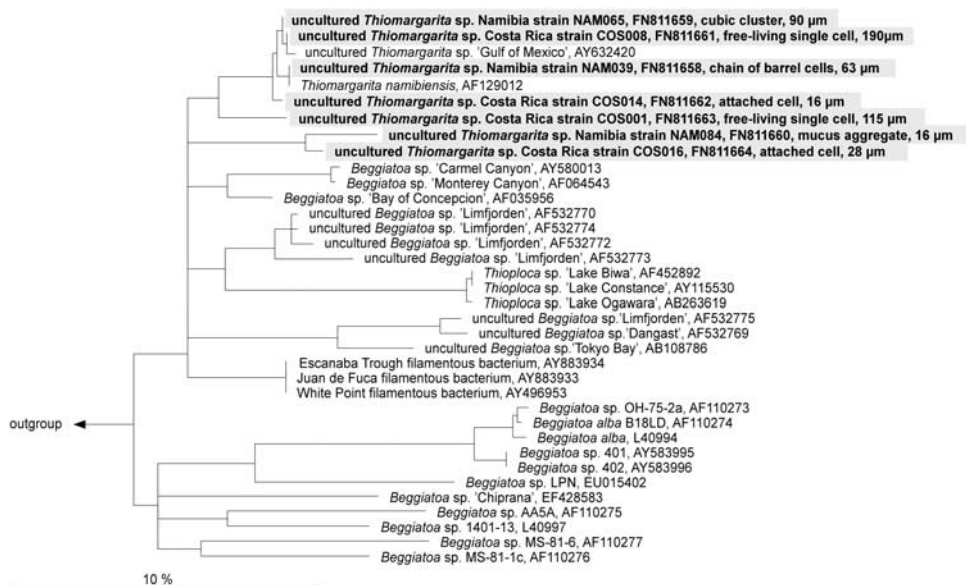 uncultured Thiomargarita sp. Namibia strain NAM065, FN811659, cubic cluster, 90 µm
uncultured Thiomargarita sp. Costa Rica strain COS008, FN811661, free-living single cell, 190µm
uncultured Thiomargarita sp. 'Gulf of Mexico', AY632420
uncultured Thiomargarita sp. Namibia strain NAM039, FN811658, chain of barrel cells, 63 µm
Thiomargarita namibiensis, AF129012
uncultured Thiomargarita sp. Costa Rica strain COS014, FN811662, attached cell, 16 µm
uncultured Thiomargarita sp. Costa Rica strain COS001, FN811663, free-living single cell, 115 µm
uncultured Thiomargarita sp. Namibia strain NAM084, FN811660, mucus aggregate, 16 µm
uncultured Thiomargarita sp. Costa Rica strain COS016, FN811664, attached cell, 28 µm
Beggiatoa sp. 'Carmel Canyon', AY580013
Beggiatoa sp. 'Monterey Canyon', AF064543
Beggiatoa sp. 'Bay of Concepcion', AF035956
uncultured Beggiatoa sp. 'Limfjorden', AF532770
uncultured Beggiatoa sp. 'Limfjorden', AF532774
uncultured Beggiatoa sp. 'Limfjorden', AF532772
uncultured Beggiatoa sp. 'Limfjorden', AF532773
Thioploca sp. 'Lake Biwa', AF452892
Thioploca sp. 'Lake Constance', AY115530
Thioploca sp. 'Lake Ogawara', AB263619
uncultured Beggiatoa sp.'Limfjorden', AF532775
uncultured Beggiatoa sp.'Dangast', AF532769
uncultured Beggiatoa sp.'Tokyo Bay', AB108786
Escanaba Trough filamentous bacterium, AY883934
Juan de Fuca filamentous bacterium, AY883933
White Point filamentous bacterium, AY496953
Beggiatoa sp. OH-75-2a, AF110273
outgroup
Beggiatoa alba B18LD, AF110274
Beggiatoa alba, L40994
Beggiatoa sp. 401, AY583995
Beggiatoa sp. 402, AY583996
Beggiatoa sp. LPN, EU015402
Beggiatoa sp. 'Chiprana', EF428583
Beggiatoa sp. AA5A, AF110275
Beggiatoa sp. 1401-13, L40997
Beggiatoa sp. MS-81-6, AF110277
Beggiatoa sp. MS-81-1c, AF110276
10 %